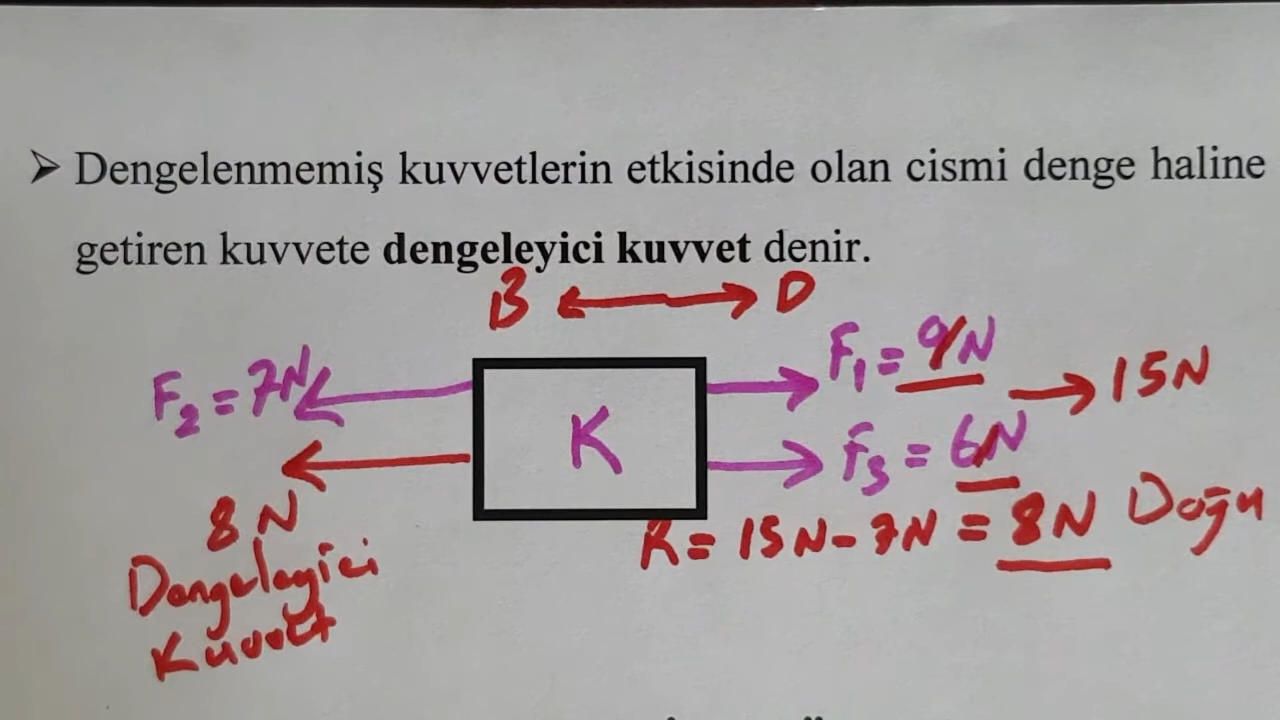 ➢ Dengelenmemiş kuvvetlerin etkisinde olan cismi denge haline
getiren kuvvete dengeleyici kuvvet denir.
B D
F₂ = 7N
F₁ = 9N
15N
K
F₃ = 6N
8N
Dengeleyici
Kuvvet
R = 15N - 7N = 8N Doğu